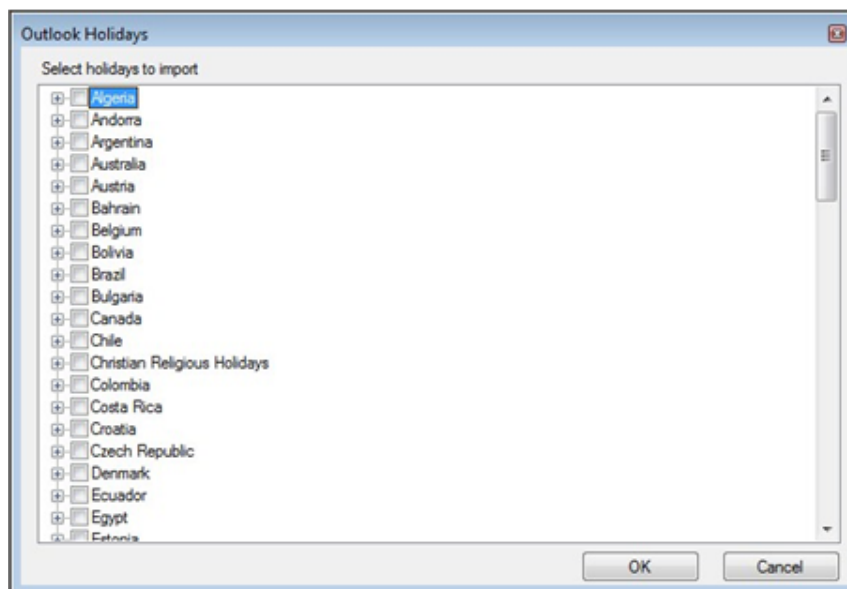 Outlook Holidays
Select holidays to import
Algeria
Andorra
Argentina
Australia
Austria
Bahrain
Belgium
Bolivia
Brazil
Bulgaria
Canada
Chile
Christian Religious Holidays
Colombia
Costa Rica
Croatia
Czech Republic
Denmark
Ecuador
Egypt
Estonia
OK Cancel